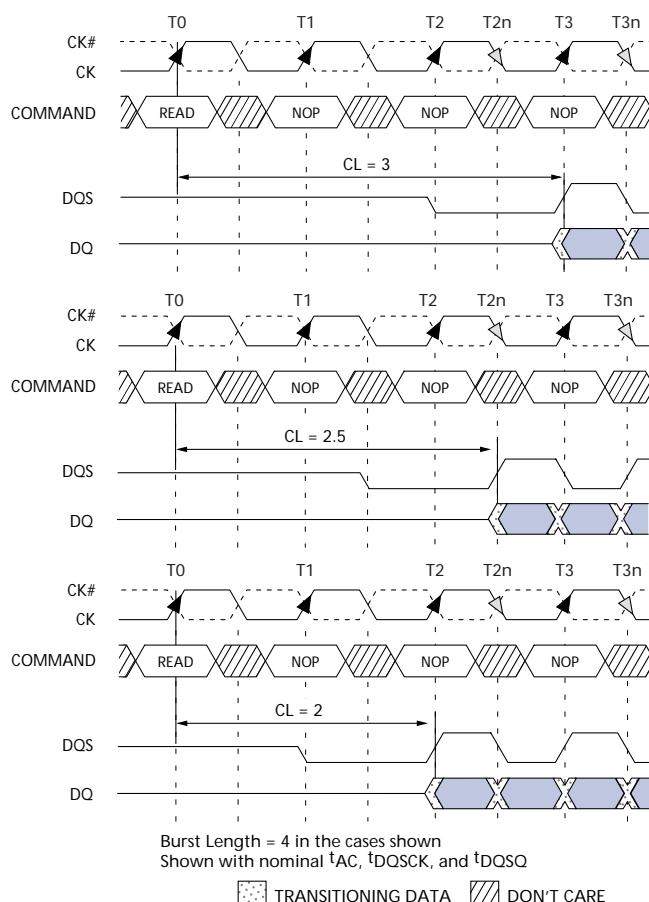 T0 T1 T2 T2n T3 T3n
CK#
CK
COMMAND READ NOP NOP NOP
CL = 3
DQS
DQ
T0 T1 T2 T2n T3 T3n
CK#
CK
COMMAND READ NOP NOP NOP
CL = 2.5
DQS
DQ
T0 T1 T2 T2n T3 T3n
CK#
CK
COMMAND READ NOP NOP NOP
CL = 2
DQS
DQ
Burst Length = 4 in the cases shown
Shown with nominal tAC, tDQSCK, and tDQSQ
TRANSITIONING DATA DON'T CARE